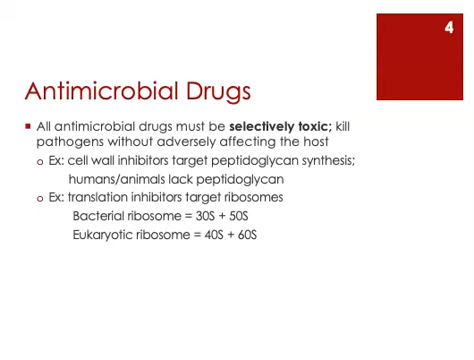 4
Antimicrobial Drugs
▪ All antimicrobial drugs must be selectively toxic; kill
pathogens without adversely affecting the host
o Ex: cell wall inhibitors target peptidoglycan synthesis;
humans/animals lack peptidoglycan
o Ex: translation inhibitors target ribosomes
Bacterial ribosome = 30S + 50S
Eukaryotic ribosome = 40S + 60S